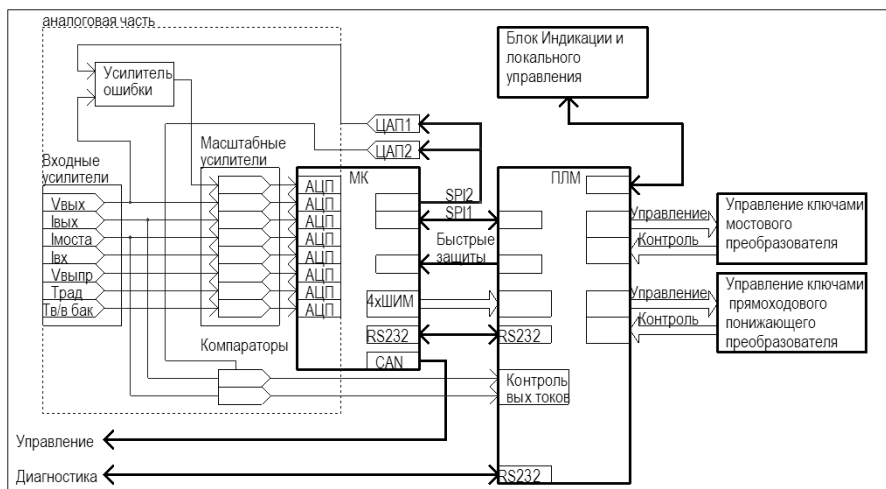 аналоговая часть
Усилитель
ошибки
Блок Индикации и
локального
управления
ЦАП1
ЦАП2
Входные
усилители
Масштабные
усилители
МК
ПЛМ
АЦП
Vвых
АЦП
Iвых
АЦП
Iмоста
АЦП
Iвх
АЦП
Vвыпр
АЦП
Tрад
АЦП
Tв/в бак
АЦП
SPI2
SPI1
Быстрые
защиты
4xШИМ
RS232
RS232
CAN
Компараторы
Контроль
вых токов
Управление
Контроль
Управление ключами
мостового
преобразователя
Управление
Контроль
Управление ключами
прямоходового
понижающего
преобразователя
Управление
Диагностика
RS232